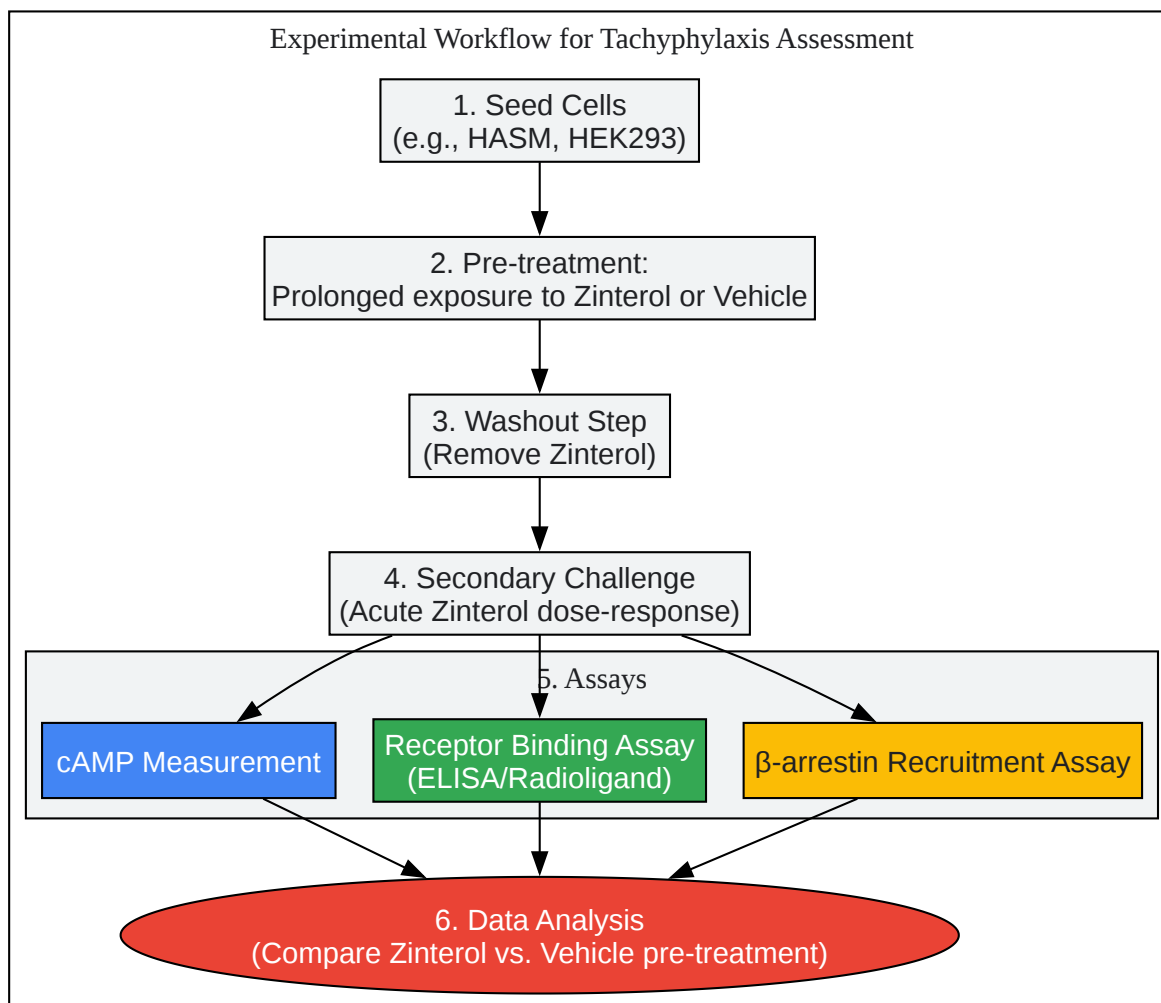 Experimental Workflow for Tachyphylaxis Assessment
1. Seed Cells
(e.g., HASM, HEK293)
2. Pre-treatment:
Prolonged exposure to Zinterol or Vehicle
3. Washout Step
(Remove Zinterol)
4. Secondary Challenge
(Acute Zinterol dose-response)
5. Assays
cAMP Measurement
Receptor Binding Assay
(ELISA/Radioligand)
β-arrestin Recruitment Assay
6. Data Analysis
(Compare Zinterol vs. Vehicle pre-treatment)